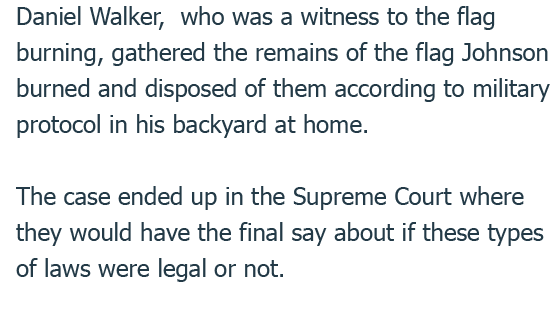 Daniel Walker,  who was a witness to the flag
burning, gathered the remains of the flag Johnson
burned and disposed of them according to military
protocol in his backyard at home.
The case ended up in the Supreme Court where
they would have the final say about if these types
of laws were legal or not.